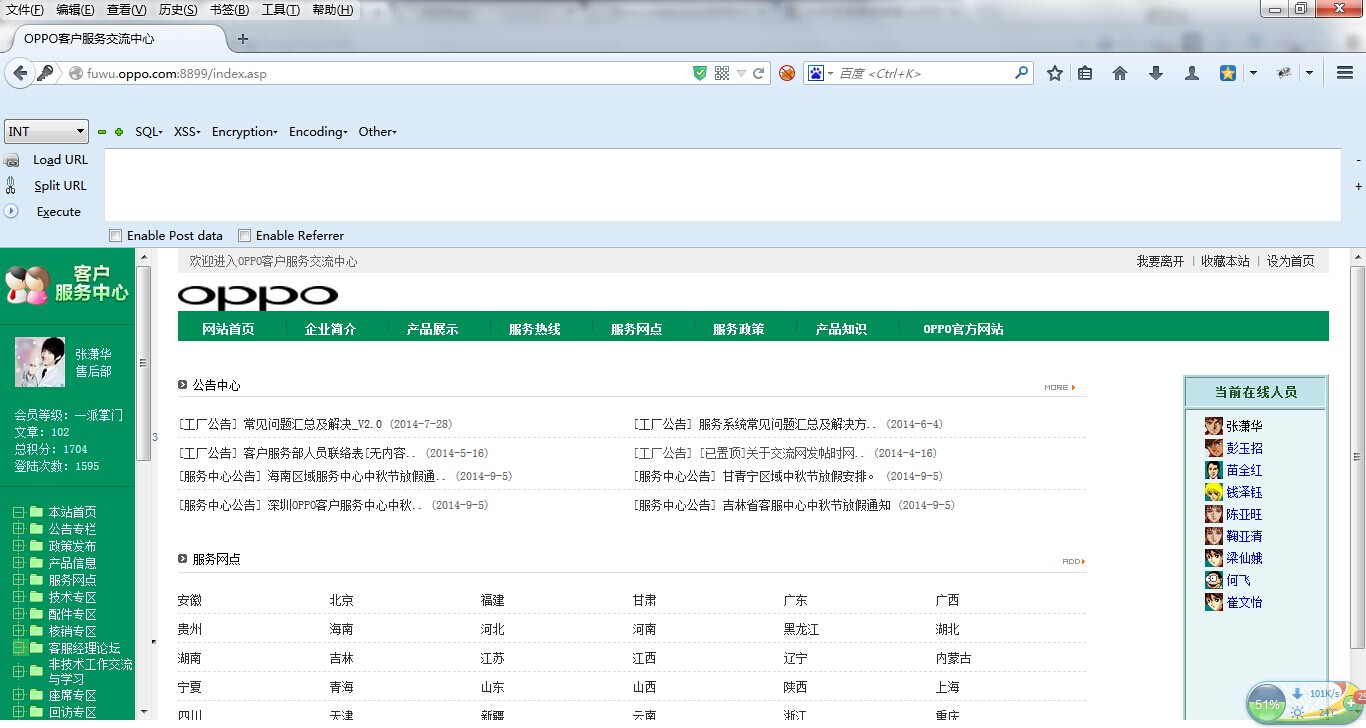 文件(F) 编辑(E) 查看(V) 历史(S) 书签(B) 工具(T) 帮助(H)
OPPO客户服务交流中心
fuwu.oppo.com:8899/index.asp
百度 <Ctrl+K>
INT SQL XSS Encryption Encoding Other
Load URL
Split URL
Execute
Enable Post data Enable Referrer
客户
服务中心
张潇华
售后部
会员等级: 一派掌门
文章: 102
总积分: 1704
登陆次数: 1595
本站首页
公告专栏
政策发布
产品信息
服务网点
技术专区
配件专区
核销专区
客服经理论坛
非技术工作交流
与学习
座席专区
回访专区
3
欢迎进入OPPO客户服务交流中心 我要离开 | 收藏本站 | 设为首页
oppo
网站首页 企业简介 产品展示 服务热线 服务网点 服务政策 产品知识 OPPO官方网站
公告中心 MORE
[工厂公告] 常见问题汇总及解决_V2.0 (2014-7-28) [工厂公告] 服务系统常见问题汇总及解决方.. (2014-6-4)
[工厂公告] 客户服务部人员联络表[无内容.. (2014-5-16) [工厂公告] [已置顶]关于交流网发帖时网.. (2014-4-16)
[服务中心公告] 海南区域服务中心中秋节放假通.. (2014-9-5) [服务中心公告] 甘青宁区域中秋节放假安排。 (2014-9-5)
[服务中心公告] 深圳OPPO客户服务中心中秋.. (2014-9-5) [服务中心公告] 吉林省客服中心中秋节放假通知 (2014-9-5)
服务网点 ADD
安徽 北京 福建 甘肃 广东 广西
贵州 海南 河北 河南 黑龙江 湖北
湖南 吉林 江苏 江西 辽宁 内蒙古
宁夏 青海 山东 山西 陕西 上海
四川 天津 新疆 云南 浙江 重庆
当前在线人员
张潇华
彭玉招
苗全红
钱泽钰
陈亚旺
鞠亚清
梁仙娥
何飞
崔文怡
51% 101K/s
24℃